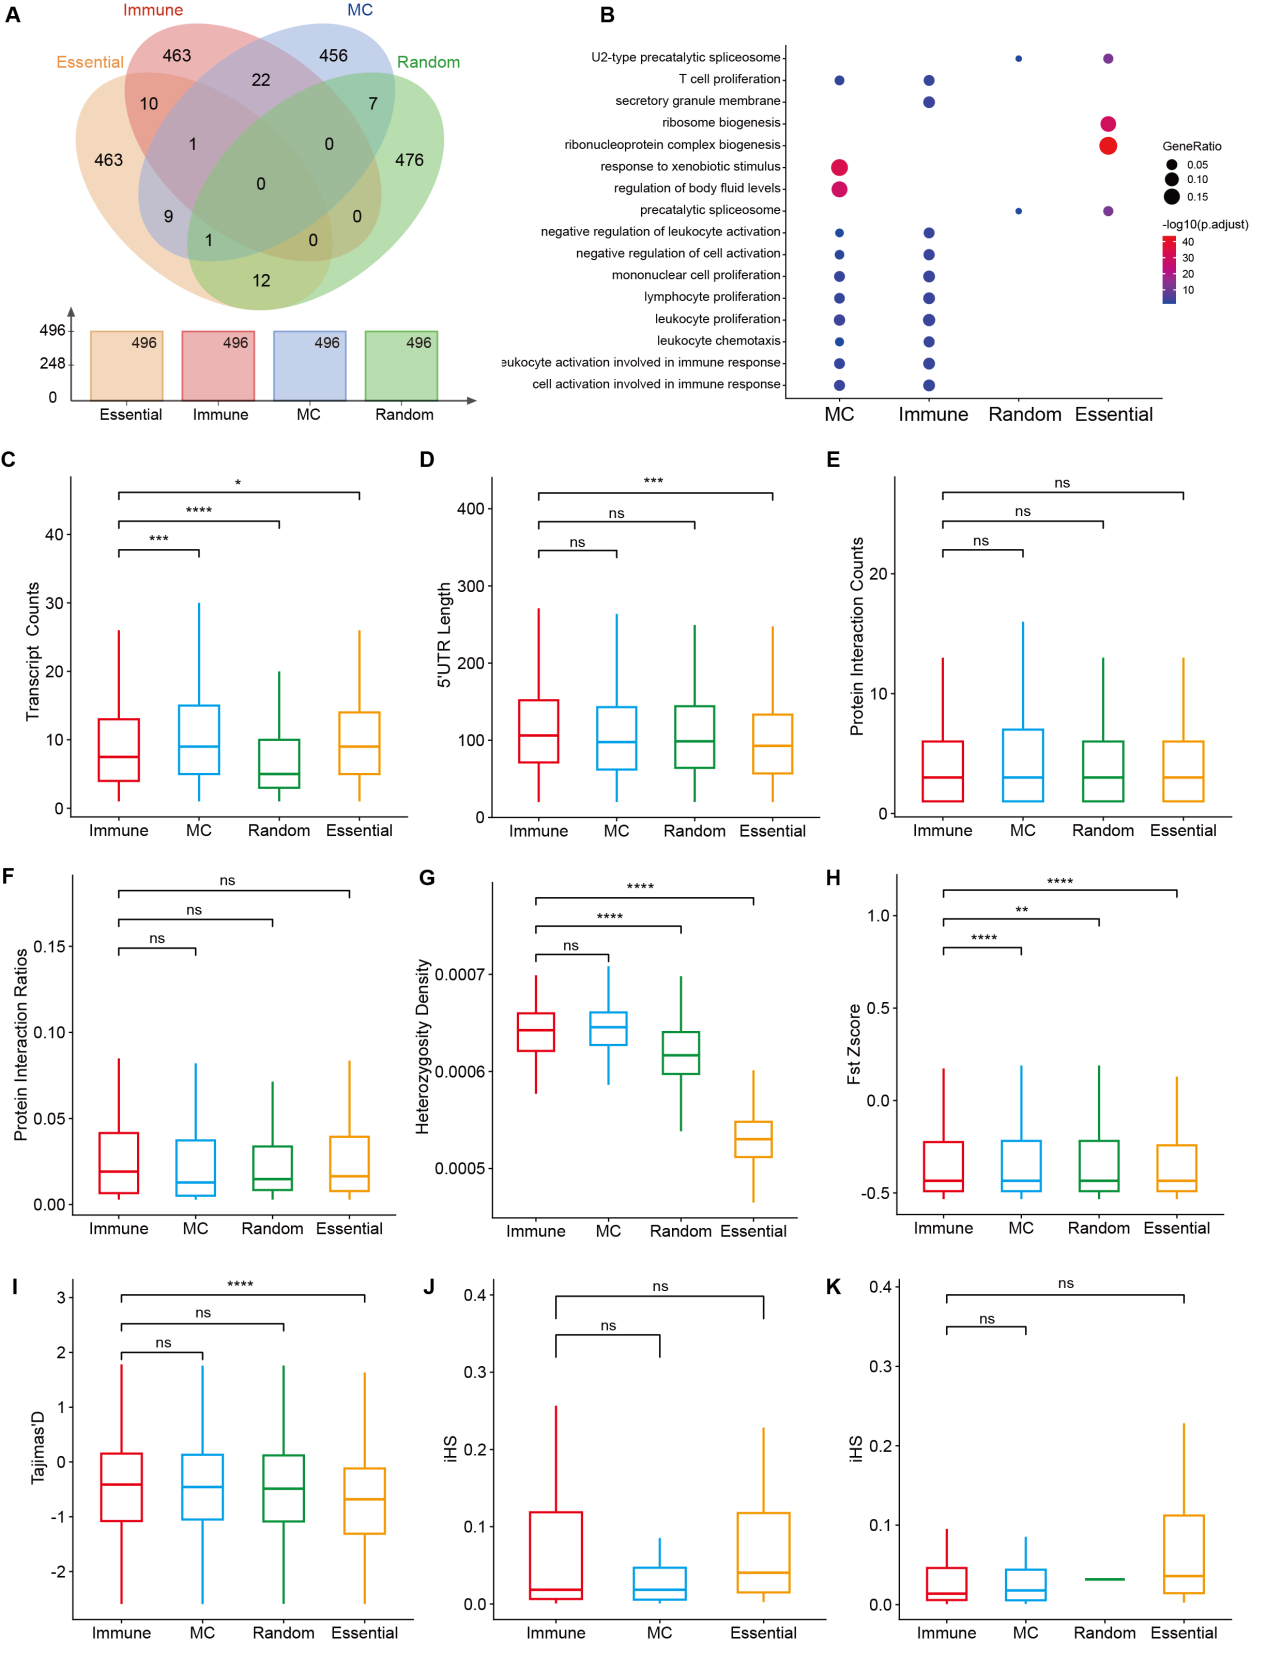 A
Immune
MC
Essential
Random
463
456
22
10
7
1
0
463
476
0
9
0
1
0
12
496
248
0
496
496
496
496
Essential
Immune
MC
Random
B
U2-type precatalytic spliceosome
T cell proliferation
secretory granule membrane
ribosome biogenesis
ribonucleoprotein complex biogenesis
response to xenobiotic stimulus
regulation of body fluid levels
precatalytic spliceosome
negative regulation of leukocyte activation
negative regulation of cell activation
mononuclear cell proliferation
lymphocyte proliferation
leukocyte proliferation
leukocyte chemotaxis
eukocyte activation involved in immune response
cell activation involved in immune response
MC
Immune
Random
Essential
GeneRatio
0.05
0.10
0.15
-log10(p.adjust)
40
30
20
10
C
Transcript Counts
40
30
20
10
0
*
****
***
Immune
MC
Random
Essential
D
5'UTR Length
400
300
200
100
0
***
ns
ns
Immune
MC
Random
Essential
E
Protein Interaction Counts
20
10
0
ns
ns
ns
Immune
MC
Random
Essential
F
Protein Interaction Ratios
0.15
0.10
0.05
0.00
ns
ns
ns
Immune
MC
Random
Essential
G
Heterozygosity Density
0.0007
0.0006
0.0005
****
****
ns
Immune
MC
Random
Essential
H
Fst Zscore
1.0
0.5
0.0
-0.5
****
**
****
Immune
MC
Random
Essential
I
Tajimas'D
3
2
1
0
-1
-2
****
ns
ns
Immune
MC
Random
Essential
J
iHS
0.4
0.3
0.2
0.1
0.0
ns
ns
Immune
MC
Essential
K
iHS
0.4
0.3
0.2
0.1
0.0
ns
ns
Immune
MC
Random
Essential